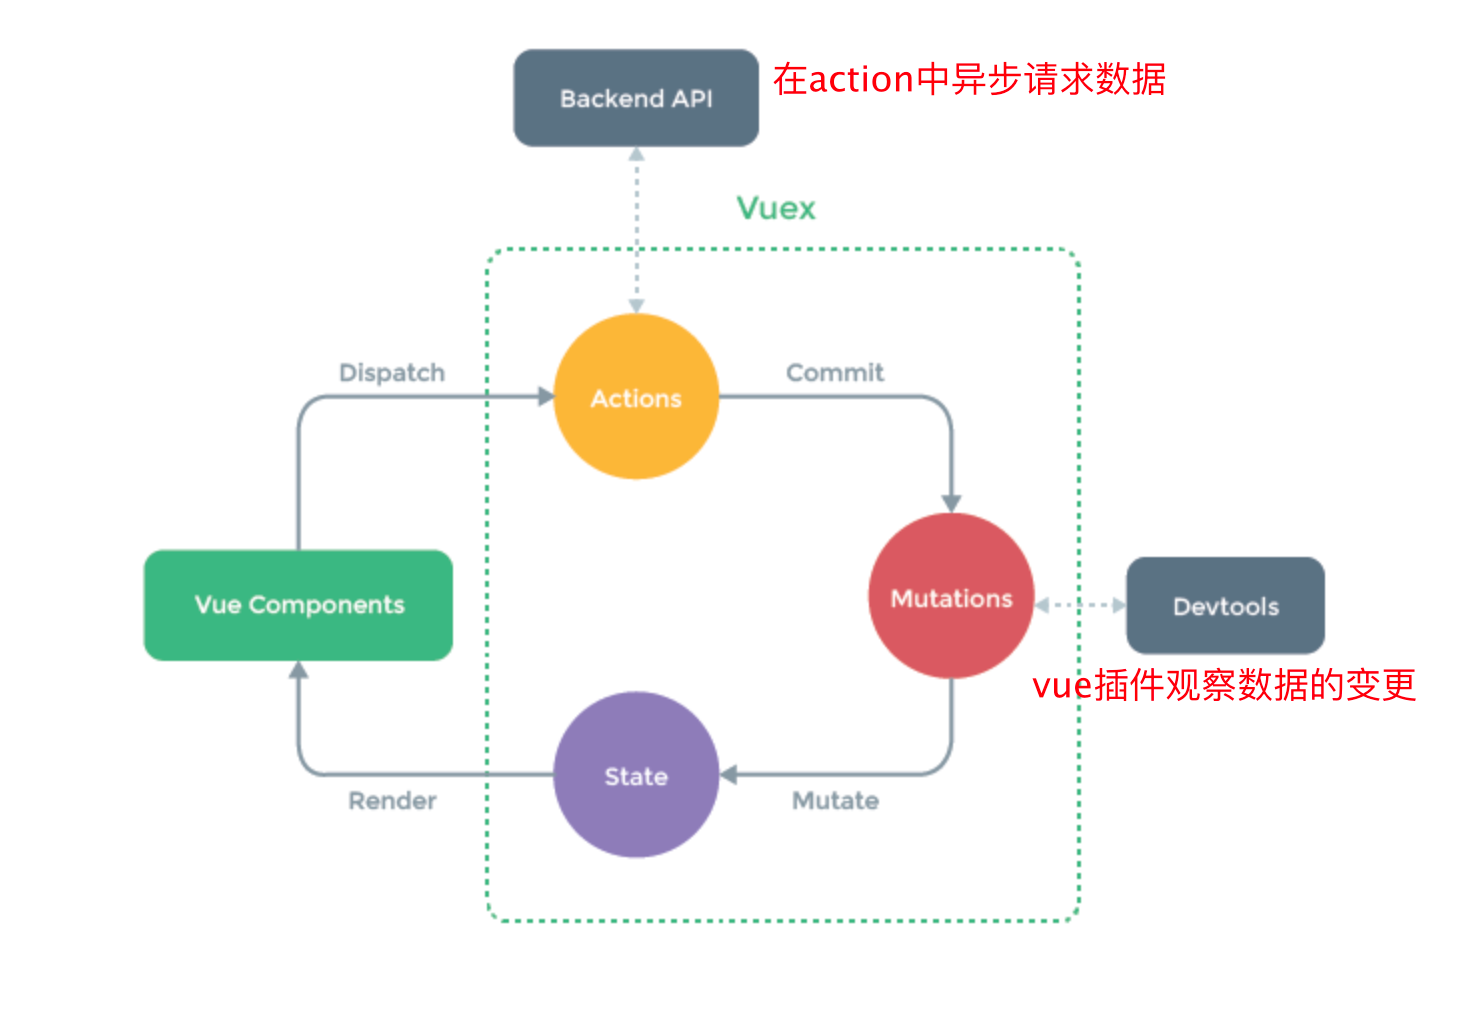 Backend API
在action中异步请求数据
Vuex
Dispatch
Actions
Commit
Vue Components
Mutations
Devtools
vue插件观察数据的变更
State
Render
Mutate